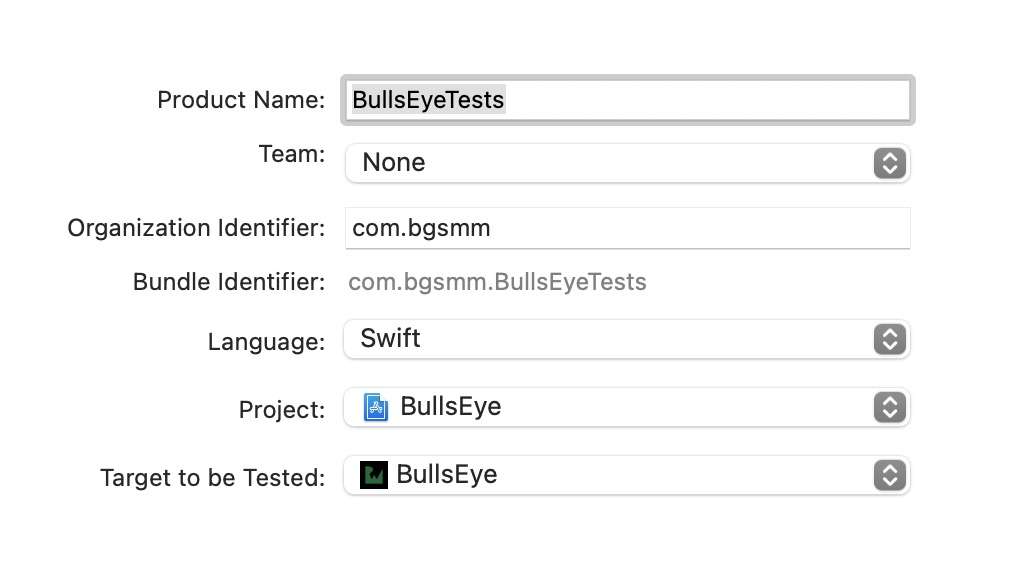 Product Name: BullsEyeTests
Team: None
Organization Identifier: com.bgsmm
Bundle Identifier: com.bgsmm.BullsEyeTests
Language: Swift
Project: BullsEye
Target to be Tested: BullsEye